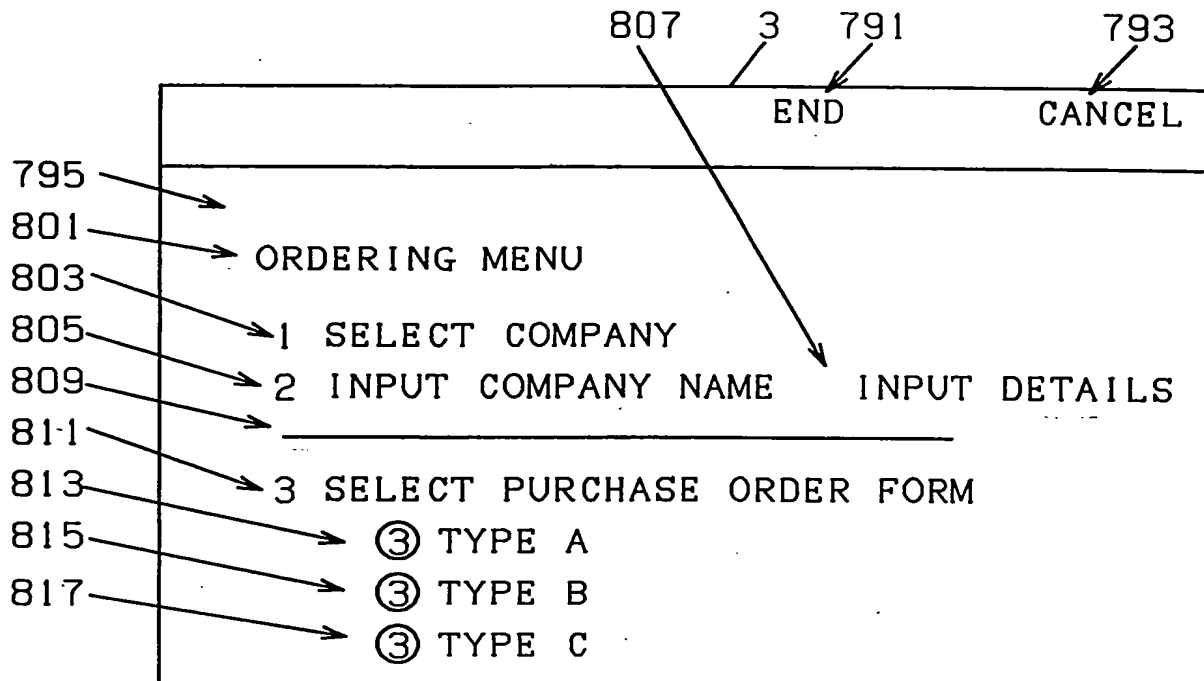 807 3 791 793
END CANCEL
795
801 ORDERING MENU
803
1 SELECT COMPANY
805
2 INPUT COMPANY NAME INPUT DETAILS
809
811
3 SELECT PURCHASE ORDER FORM
813
③ TYPE A
815
③ TYPE B
817
③ TYPE C